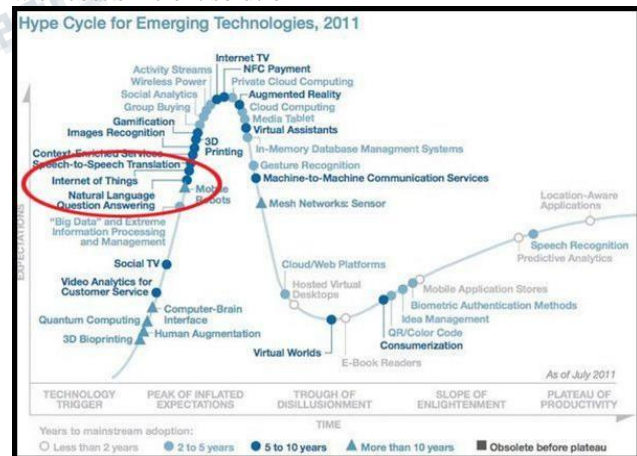 Hype Cycle for Emerging Technologies, 2011
Internet TV
NFC Payment
Activity Streams
Wireless Power
Private Cloud Computing
Social Analytics
Augmented Reality
Group Buying
Cloud Computing
Gamification
Media Tablet
Images Recognition
Virtual Assistants
3D
Printing
In-Memory Database Managment Systems
Context-Enriched Services
Speech-to-Speech Translation
Gesture Recognition
Internet of Things
Machine-to-Machine Communication Services
Natural Language
Question Answering
Mobile
Robots
Mesh Networks: Sensor
"Big Data" and Extreme
Information Processing
and Management
Location-Aware
Applications
Speech Recognition
Predictive Analytics
Social TV
Cloud/Web Platforms
Video Analytics for
Customer Service
Hosted Virtual
Desktops
Mobile Application Stores
Biometric Authentication Methods
Computer-Brain
Interface
Idea Management
Quantum Computing
QR/Color Code
Human Augmentation
3D Bioprinting
Consumerization
Virtual Worlds
E-Book Readers
EXPECTATIONS
As of July 2011
TECHNOLOGY
TRIGGER
PEAK OF INFLATED
EXPECTATIONS
TROUGH OF
DISILLUSIONMENT
SLOPE OF
ENLIGHTENMENT
PLATEAU OF
PRODUCTIVITY
TIME
Years to mainstream adoption:
Less than 2 years
2 to 5 years
5 to 10 years
More than 10 years
Obsolete before plateau